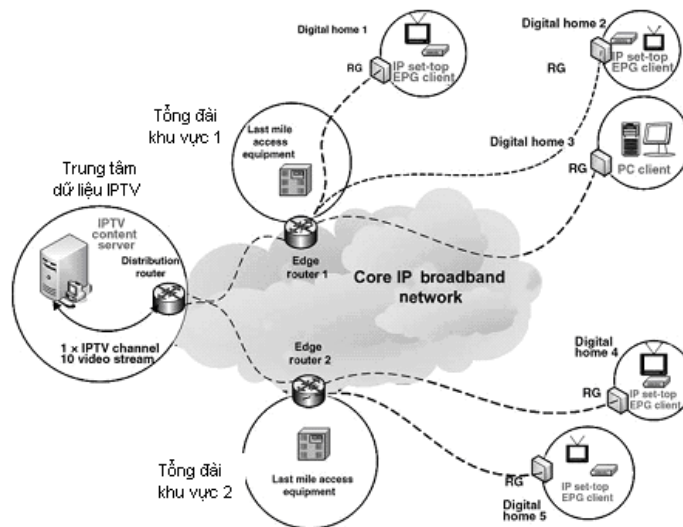 Digital home 1
RG
IP set-top
EPG client
Digital home 2
RG
IP set-top
EPG client
Tổng đài
khu vực 1
Last mile
access
equipment
Digital home 3
RG
PC client
Trung tâm
dữ liệu IPTV
IPTV
content
server
Distribution
router
1 x IPTV channel
10 video stream
Edge
router 1
Core IP broadband
network
Edge
router 2
Digital home 4
RG
IP set-top
EPG client
Tổng đài
khu vực 2
Last mile access
equipment
RG
IP set-top
EPG client
Digital
home 5